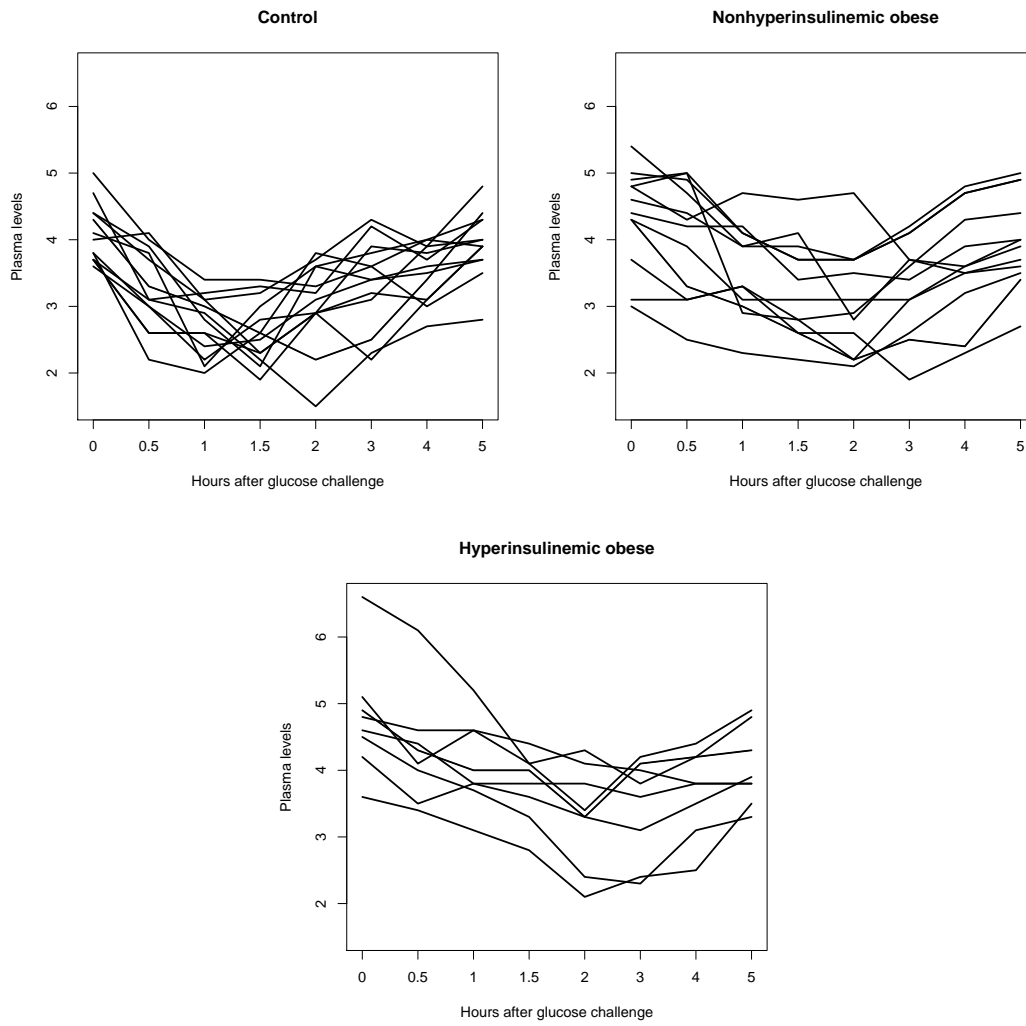 Control
Plasma levels
6
5
4
3
2
0 0.5 1 1.5 2 3 4 5
Hours after glucose challenge
Nonhyperinsulinemic obese
Plasma levels
6
5
4
3
2
0 0.5 1 1.5 2 3 4 5
Hours after glucose challenge
Hyperinsulinemic obese
Plasma levels
6
5
4
3
2
0 0.5 1 1.5 2 3 4 5
Hours after glucose challenge